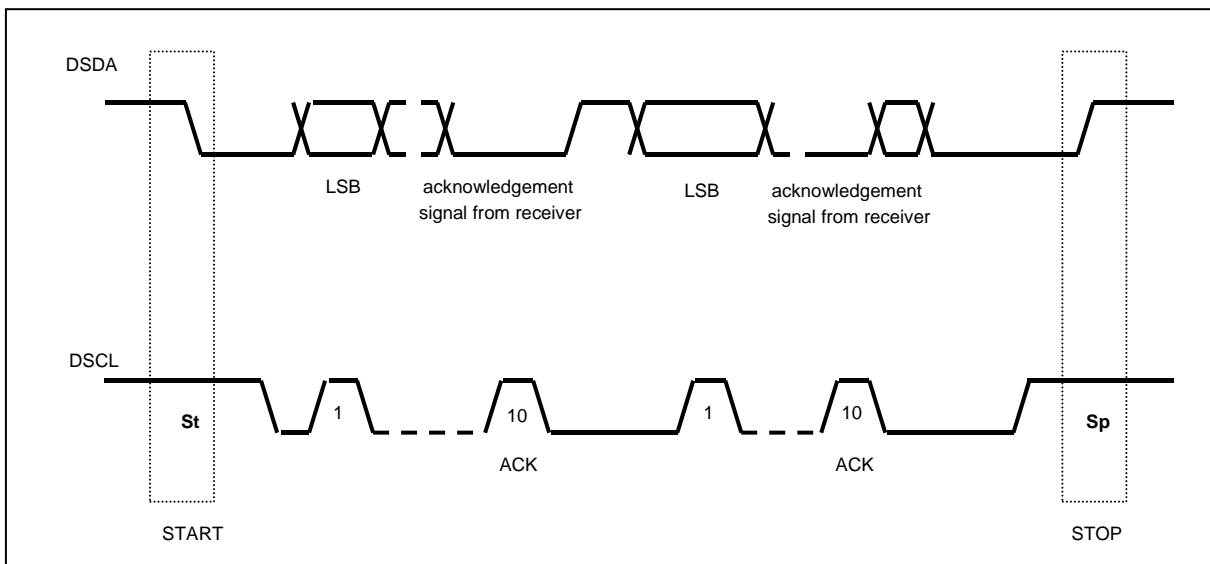 DSDA
LSB
acknowledgement
signal from receiver
LSB
acknowledgement
signal from receiver
DSCL
St
1
10
1
10
Sp
ACK
ACK
START
STOP